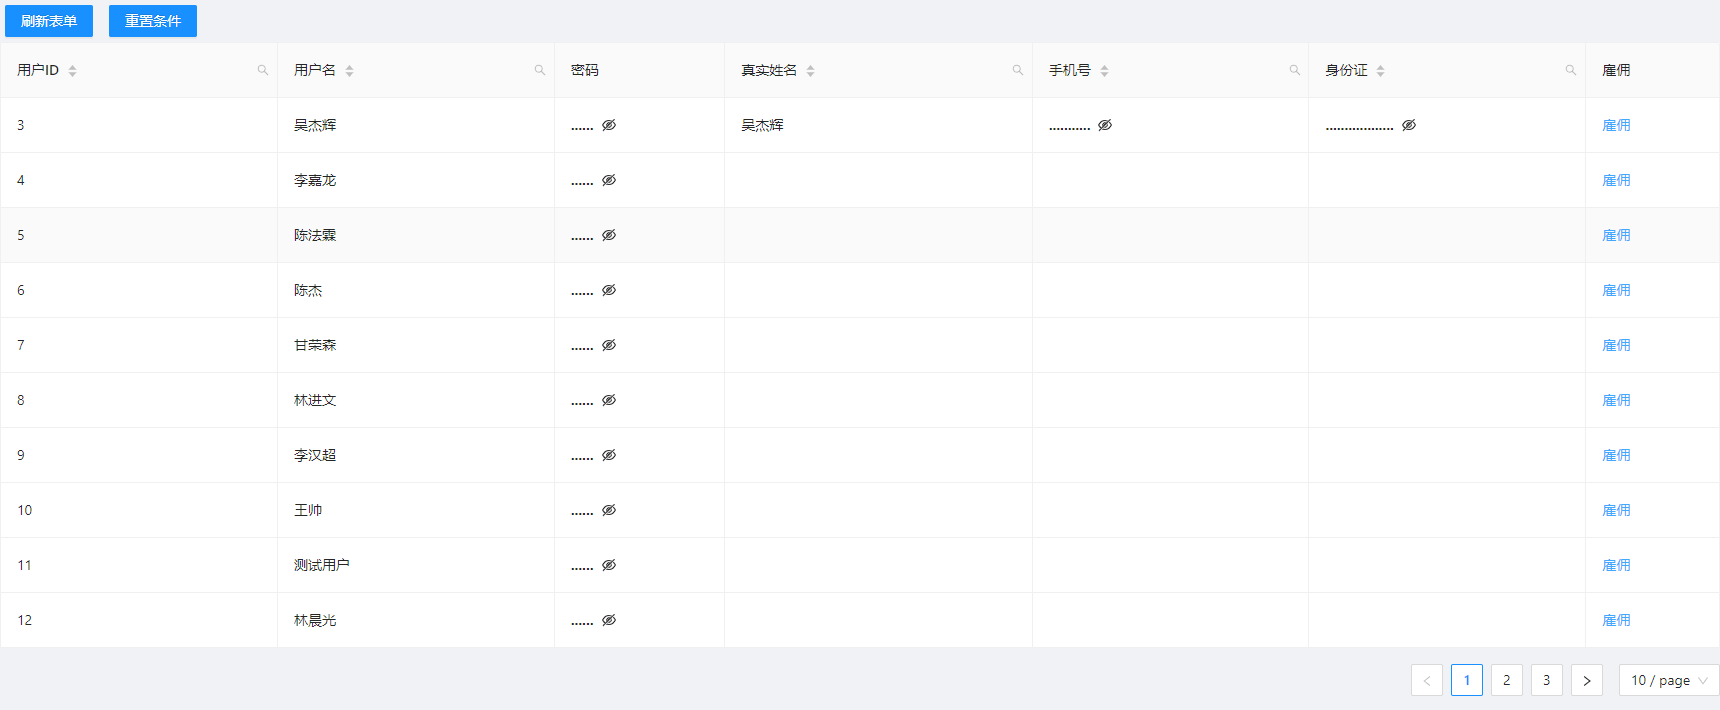 刷新表单 重置条件
用户ID 用户名 密码 真实姓名 手机号 身份证 雇佣
3 吴杰辉 ...... 吴杰辉 ........... .................. 雇佣
4 李嘉龙 ...... 雇佣
5 陈法霖 ...... 雇佣
6 陈杰 ...... 雇佣
7 甘荣森 ...... 雇佣
8 林进文 ...... 雇佣
9 李汉超 ...... 雇佣
10 王帅 ...... 雇佣
11 测试用户 ...... 雇佣
12 林晨光 ...... 雇佣
1 2 3 10 / page